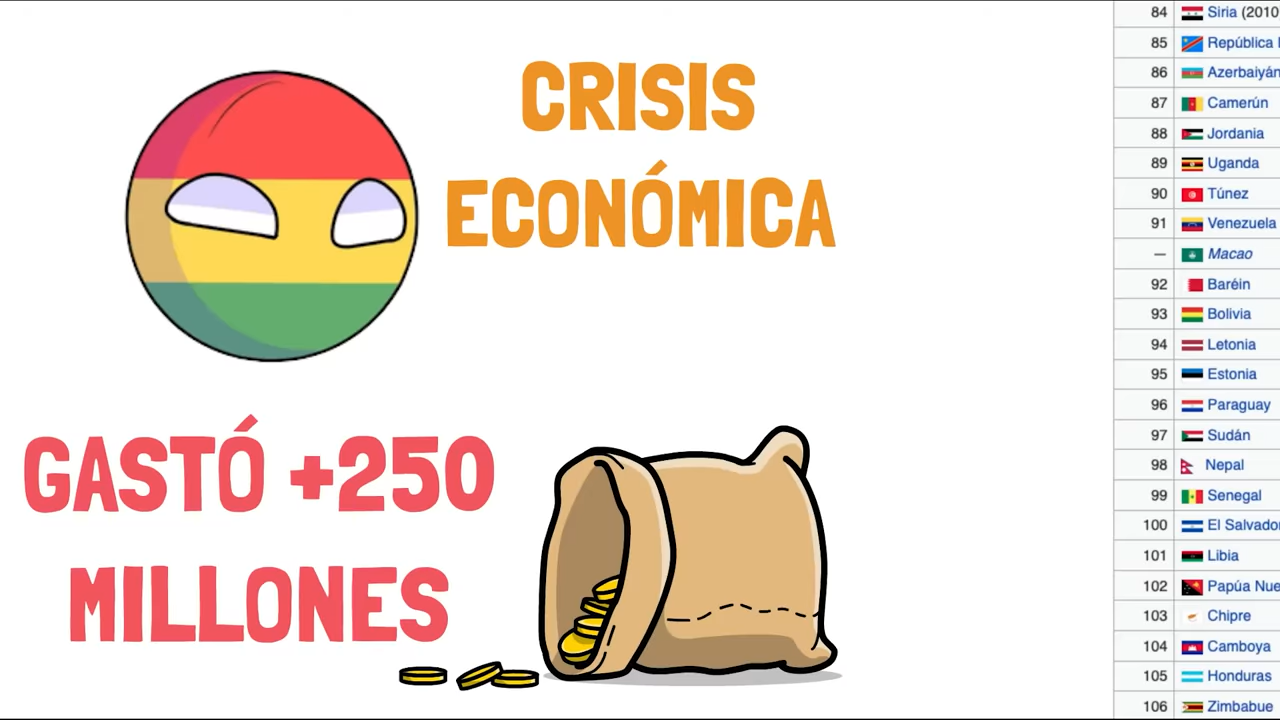 CRISIS
ECONÓMICA
GASTÓ +250
MILLONES
84 Siria (2010
85 República
86 Azerbaiyán
87 Camerún
88 Jordania
89 Uganda
90 Túnez
91 Venezuela
— Macao
92 Baréin
93 Bolivia
94 Letonia
95 Estonia
96 Paraguay
97 Sudán
98 Nepal
99 Senegal
100 El Salvador
101 Libia
102 Papúa Nue
103 Chipre
104 Camboya
105 Honduras
106 Zimbabue